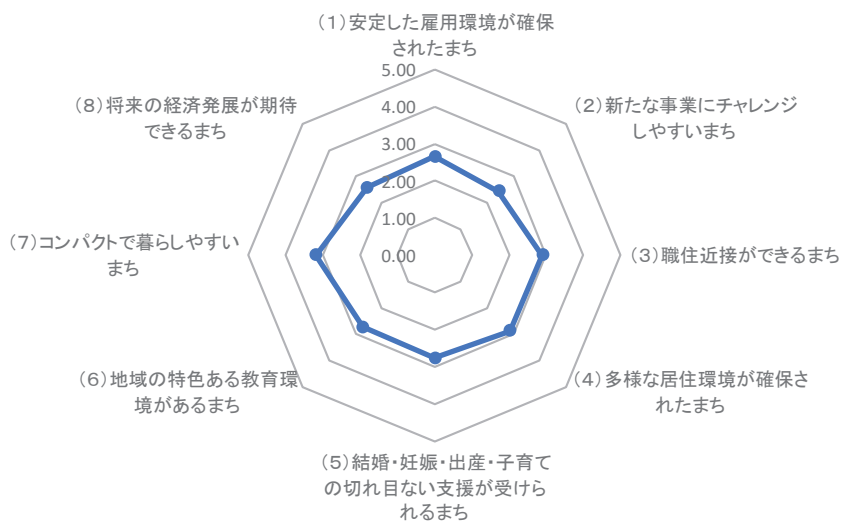 （１）安定した雇用環境が確保
されたまち
（２）新たな事業にチャレンジ
しやすいまち
（３）職住近接ができるまち
（４）多様な居住環境が確保さ
れたまち
（５）結婚・妊娠・出産・子育て
の切れ目ない支援が受けら
れるまち
（６）地域の特色ある教育環
境があるまち
（７）コンパクトで暮らしやすい
まち
（８）将来の経済発展が期待
できるまち
5.00
4.00
3.00
2.00
1.00
0.00